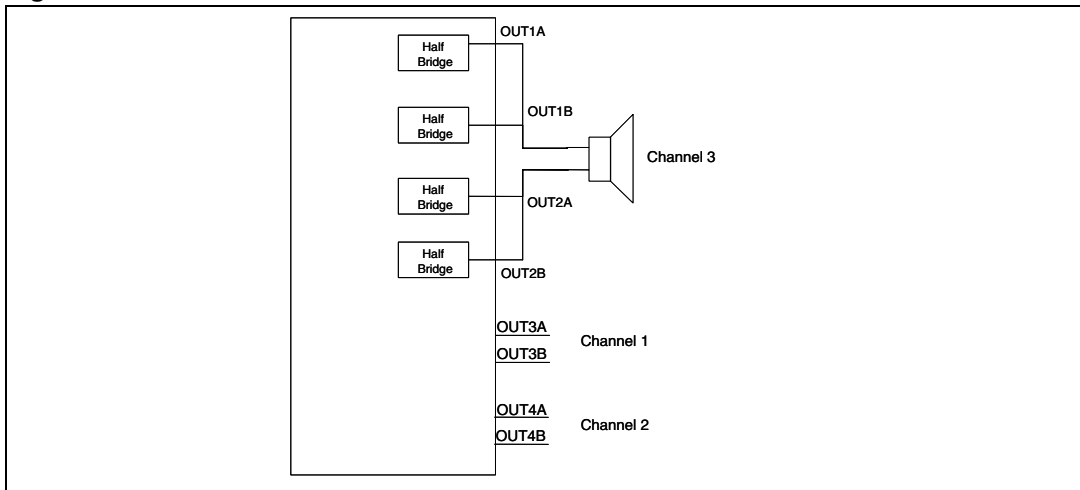 OUT1A
Half
Bridge
OUT1B
Half
Bridge
Channel 3
Half
Bridge
OUT2A
Half
Bridge
OUT2B
OUT3A
Channel 1
OUT3B
OUT4A
Channel 2
OUT4B